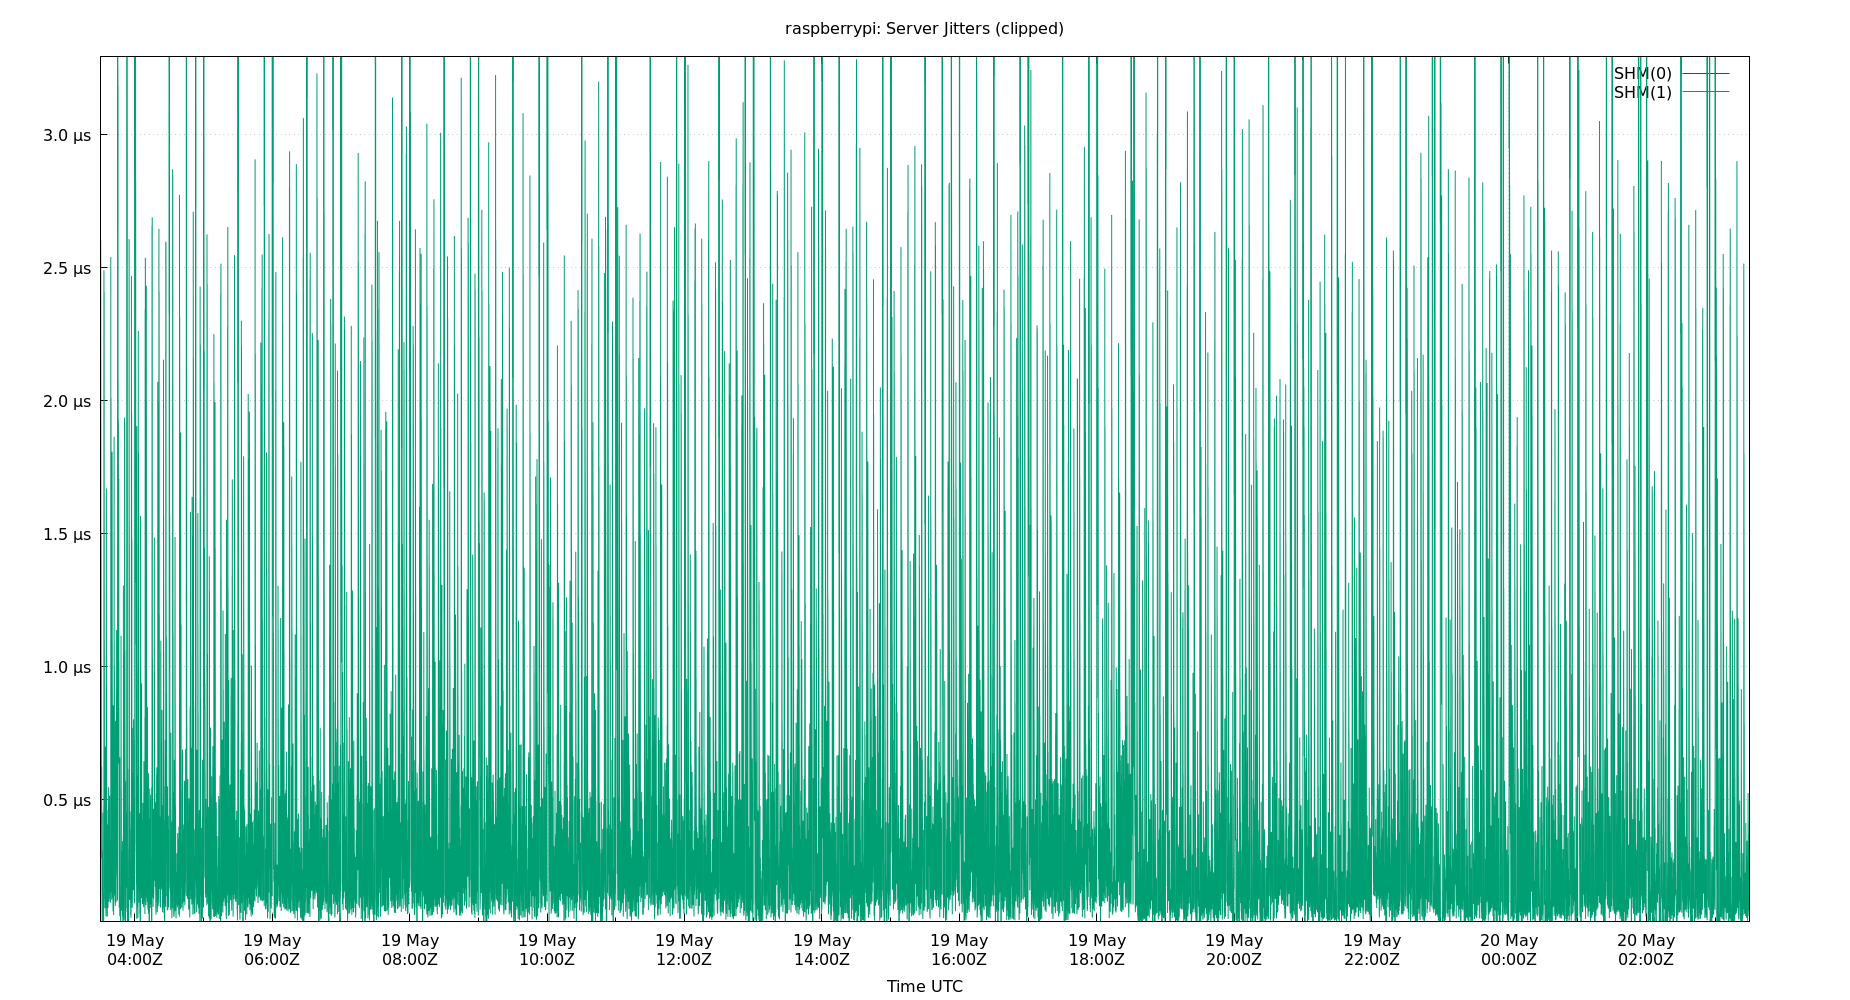 raspberrypi: Server Jitters (clipped)
SHM(0)
SHM(1)
3.0 µs
2.5 µs
2.0 µs
1.5 µs
1.0 µs
0.5 µs
19 May 19 May 19 May 19 May 19 May 19 May 19 May 19 May 19 May 19 May 20 May 20 May
04:00Z 06:00Z 08:00Z 10:00Z 12:00Z 14:00Z 16:00Z 18:00Z 20:00Z 22:00Z 00:00Z 02:00Z
Time UTC